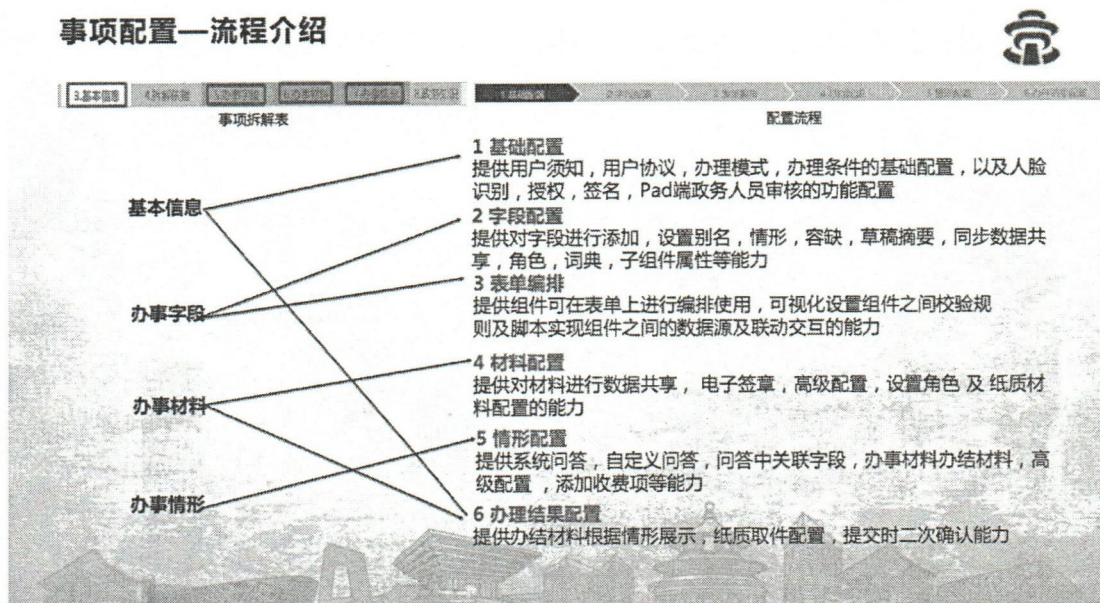 事项配置—流程介绍
3.基本信息
事项拆解表
配置流程
1 基础配置
提供用户须知，用户协议，办理模式，办理条件的基础配置，以及人脸
识别，授权，签名，Pad端政务人员审核的功能配置
基本信息
2 字段配置
提供对字段进行添加，设置别名，情形，容缺，草稿摘要，同步数据共
享，角色，词典，子组件属性等能力
3 表单编排
办事字段
提供组件可在表单上进行编排使用，可视化设置组件之间校验规
则及脚本实现组件之间的数据源及联动交互的能力
4 材料配置
提供对材料进行数据共享， 电子签章，高级配置，设置角色 及 纸质材
料配置的能力
办事材料
5 情形配置
提供系统问答，自定义问答，问答中关联字段，办事材料办结材料，高
级配置 ，添加收费项等能力
办事情形
6 办理结果配置
提供办结材料根据情形展示，纸质取件配置，提交时二次确认能力